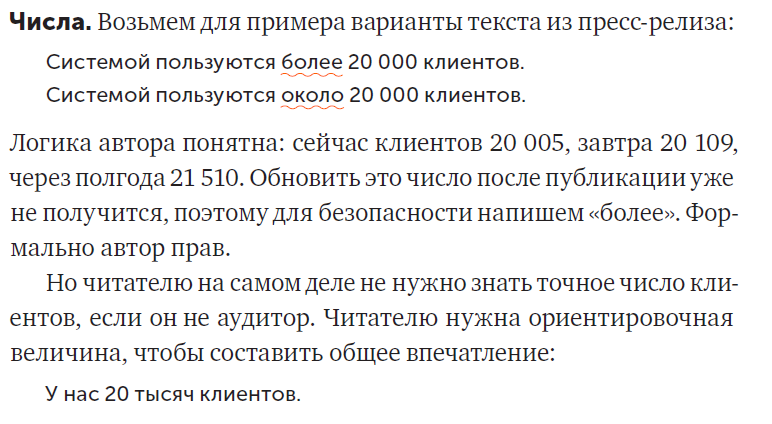 Числа. Возьмем для примера варианты текста из пресс-релиза:
Системой пользуются более 20 000 клиентов.
Системой пользуются около 20 000 клиентов.
Логика автора понятна: сейчас клиентов 20 005, завтра 20 109,
через полгода 21 510. Обновить это число после публикации уже
не получится, поэтому для безопасности напишем «более». Фор-
мально автор прав.
Но читателю на самом деле не нужно знать точное число кли-
ентов, если он не аудитор. Читателю нужна ориентировочная
величина, чтобы составить общее впечатление:
У нас 20 тысяч клиентов.